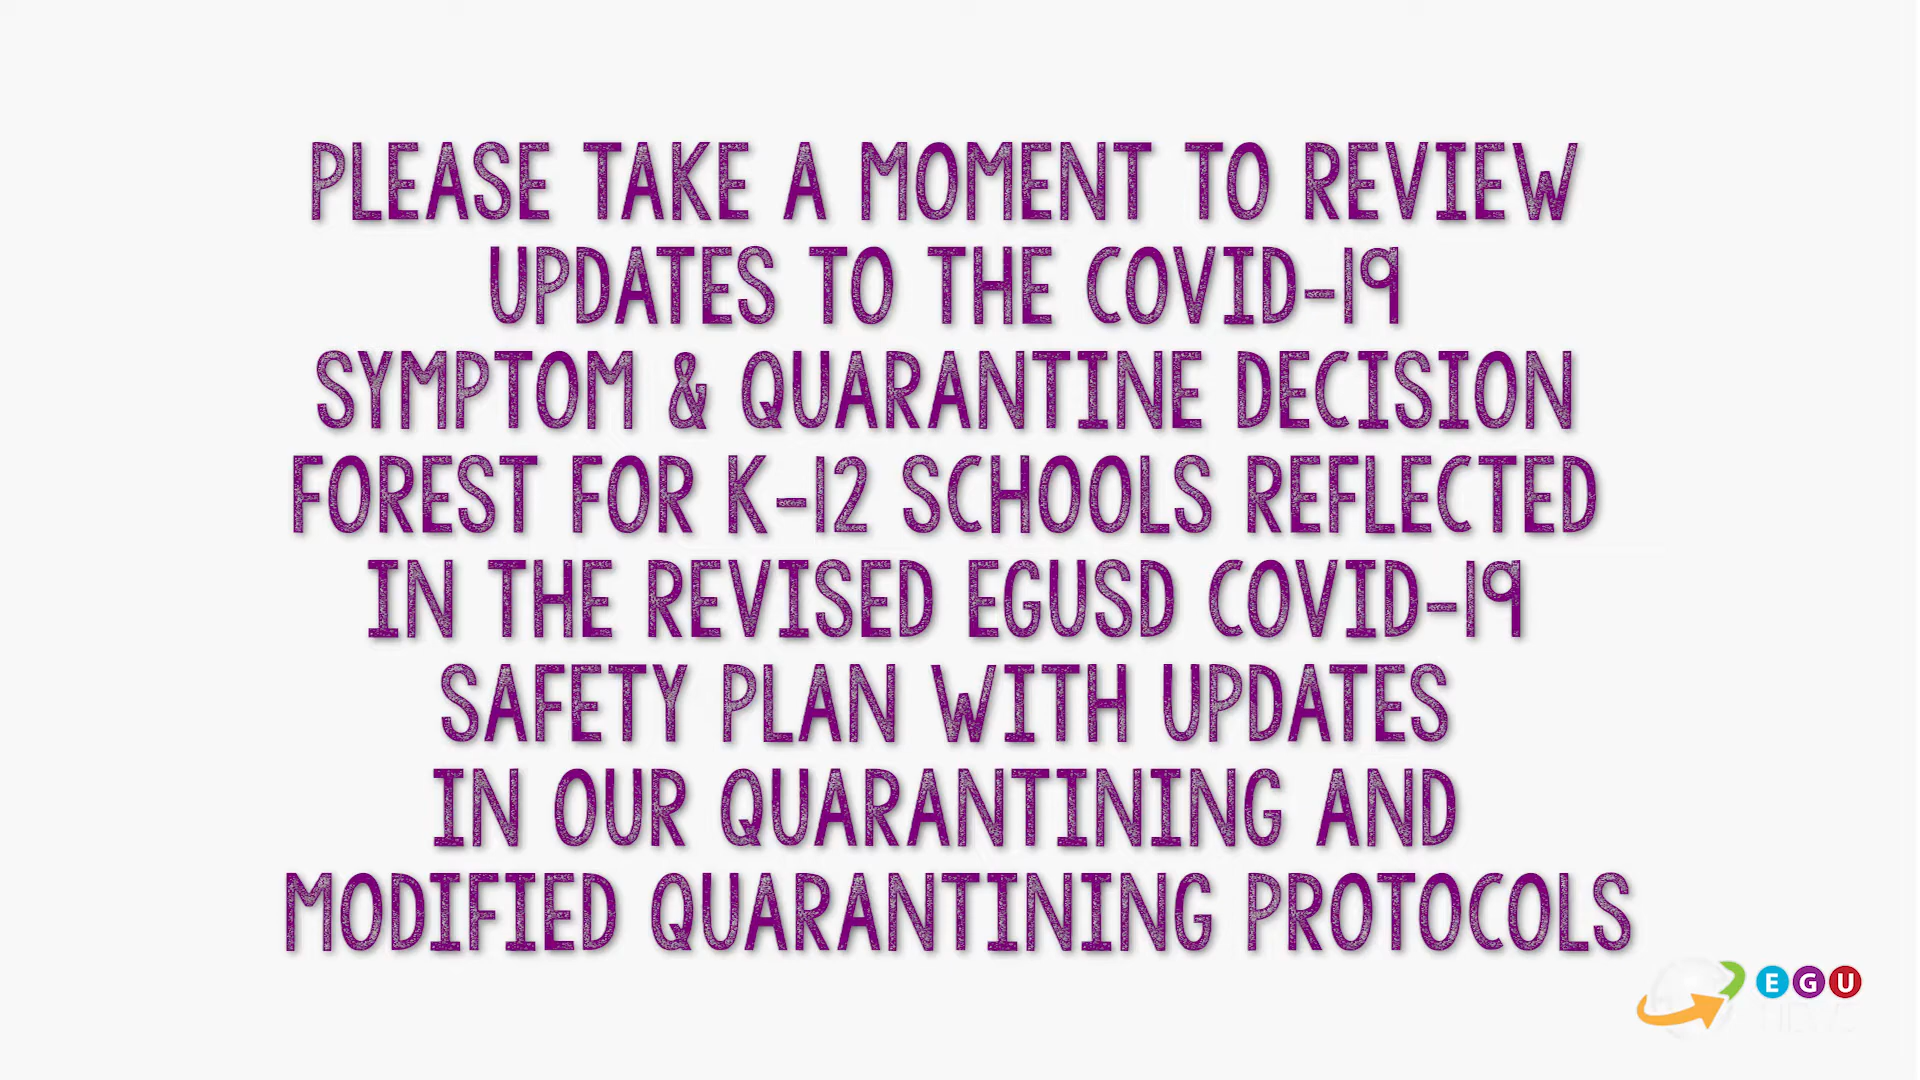 PLEASE TAKE A MOMENT TO REVIEW
UPDATES TO THE COVID-19
SYMPTOM & QUARANTINE DECISION
FOREST FOR K-12 SCHOOLS REFLECTED
IN THE REVISED EGUSD COVID-19
SAFETY PLAN WITH UPDATES
IN OUR QUARANTINING AND
MODIFIED QUARANTINING PROTOCOLS
EGU